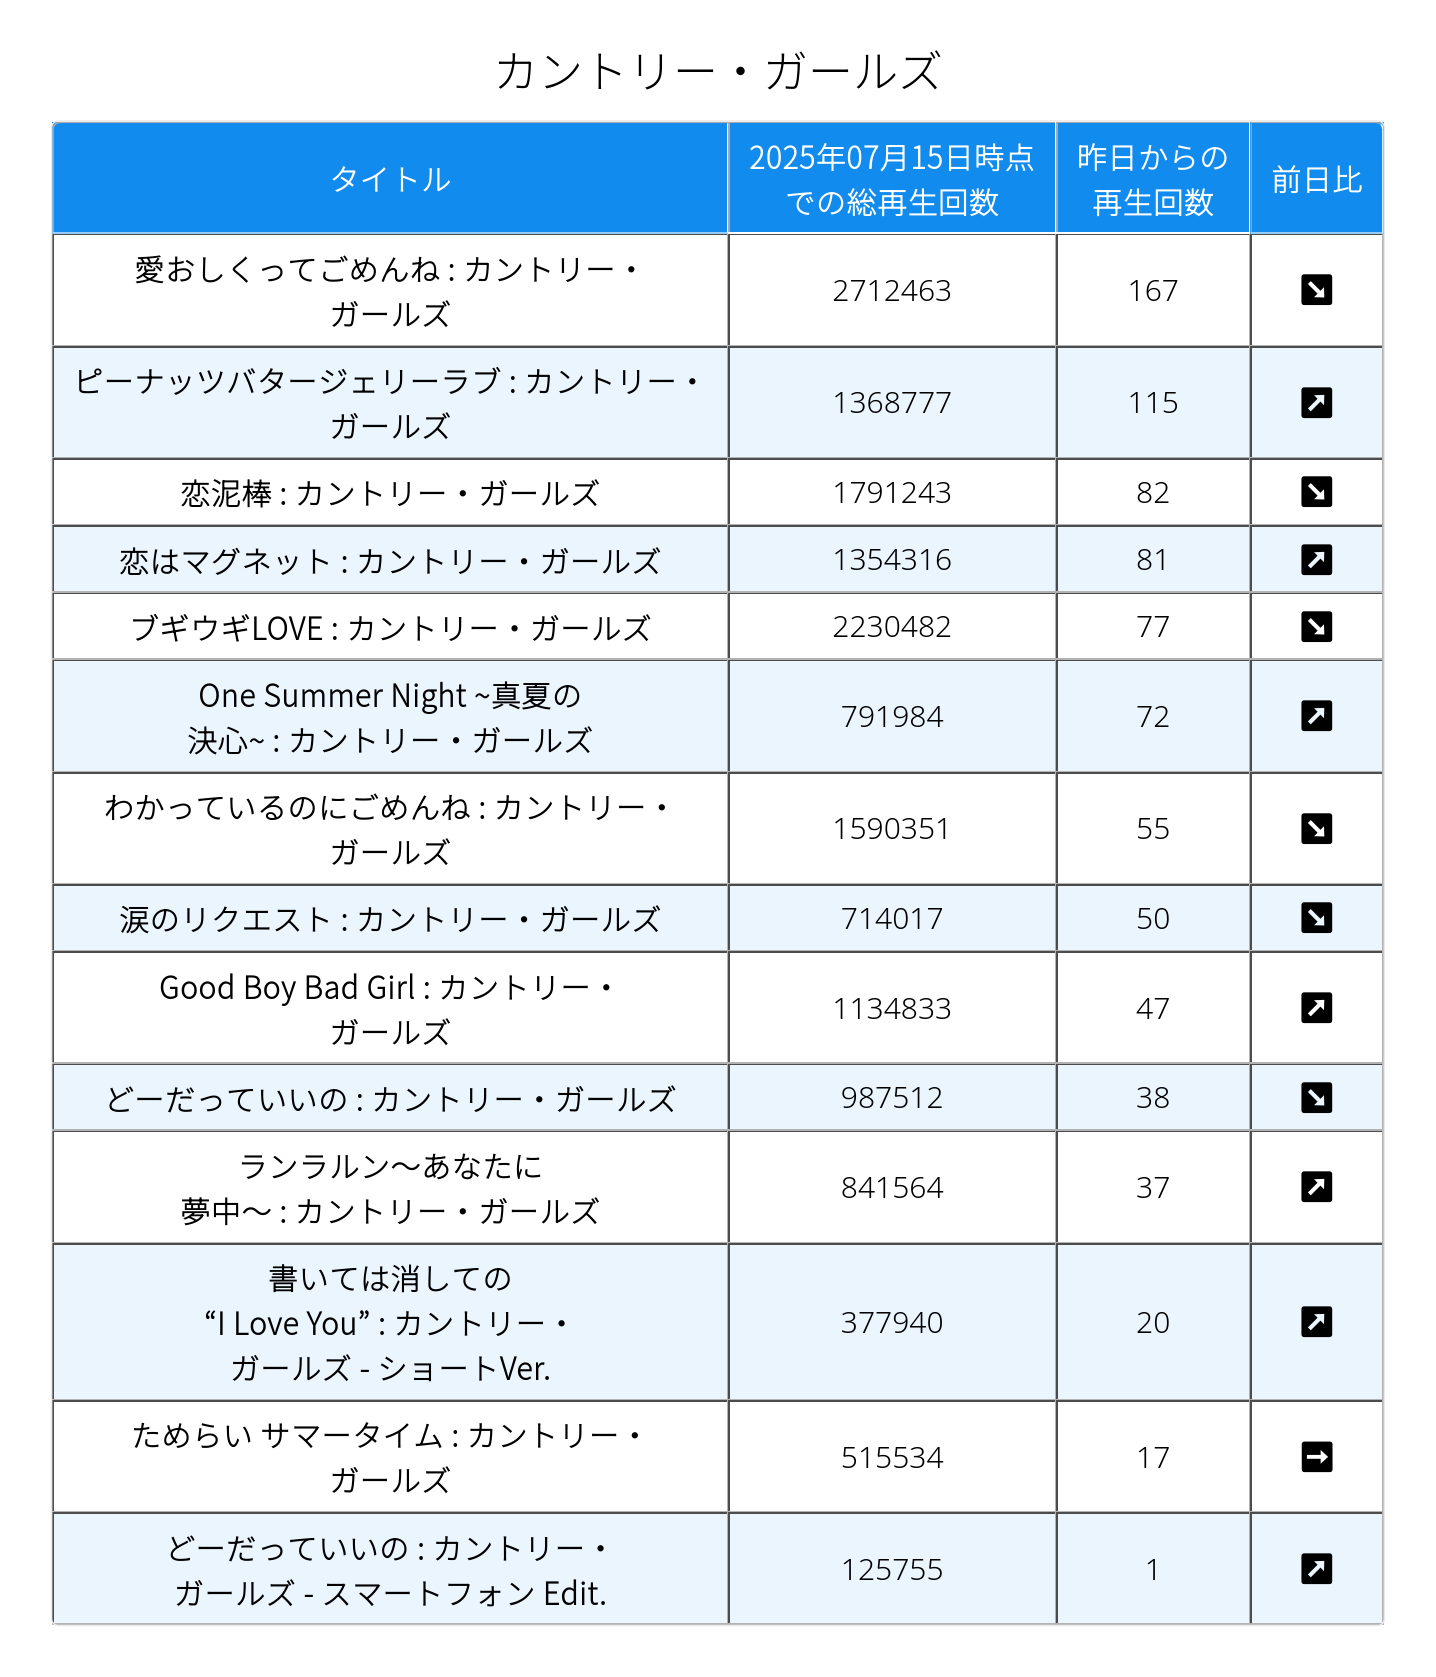 カントリー・ガールズ
タイトル
2025年07月15日時点
での総再生回数
昨日からの
再生回数
前日比
愛おしくってごめんね : カントリー・
ガールズ
2712463
167
ピーナッツバタージェリーラブ : カントリー・
ガールズ
1368777
115
恋泥棒 : カントリー・ガールズ
1791243
82
恋はマグネット : カントリー・ガールズ
1354316
81
ブギウギLOVE : カントリー・ガールズ
2230482
77
One Summer Night ~真夏の
決心~ : カントリー・ガールズ
791984
72
わかっているのにごめんね : カントリー・
ガールズ
1590351
55
涙のリクエスト : カントリー・ガールズ
714017
50
Good Boy Bad Girl : カントリー・
ガールズ
1134833
47
どーだっていいの : カントリー・ガールズ
987512
38
ランラルン〜あなたに
夢中〜 : カントリー・ガールズ
841564
37
書いては消しての
“I Love You” : カントリー・
ガールズ - ショートVer.
377940
20
ためらい サマータイム : カントリー・
ガールズ
515534
17
どーだっていいの : カントリー・
ガールズ - スマートフォン Edit.
125755
1